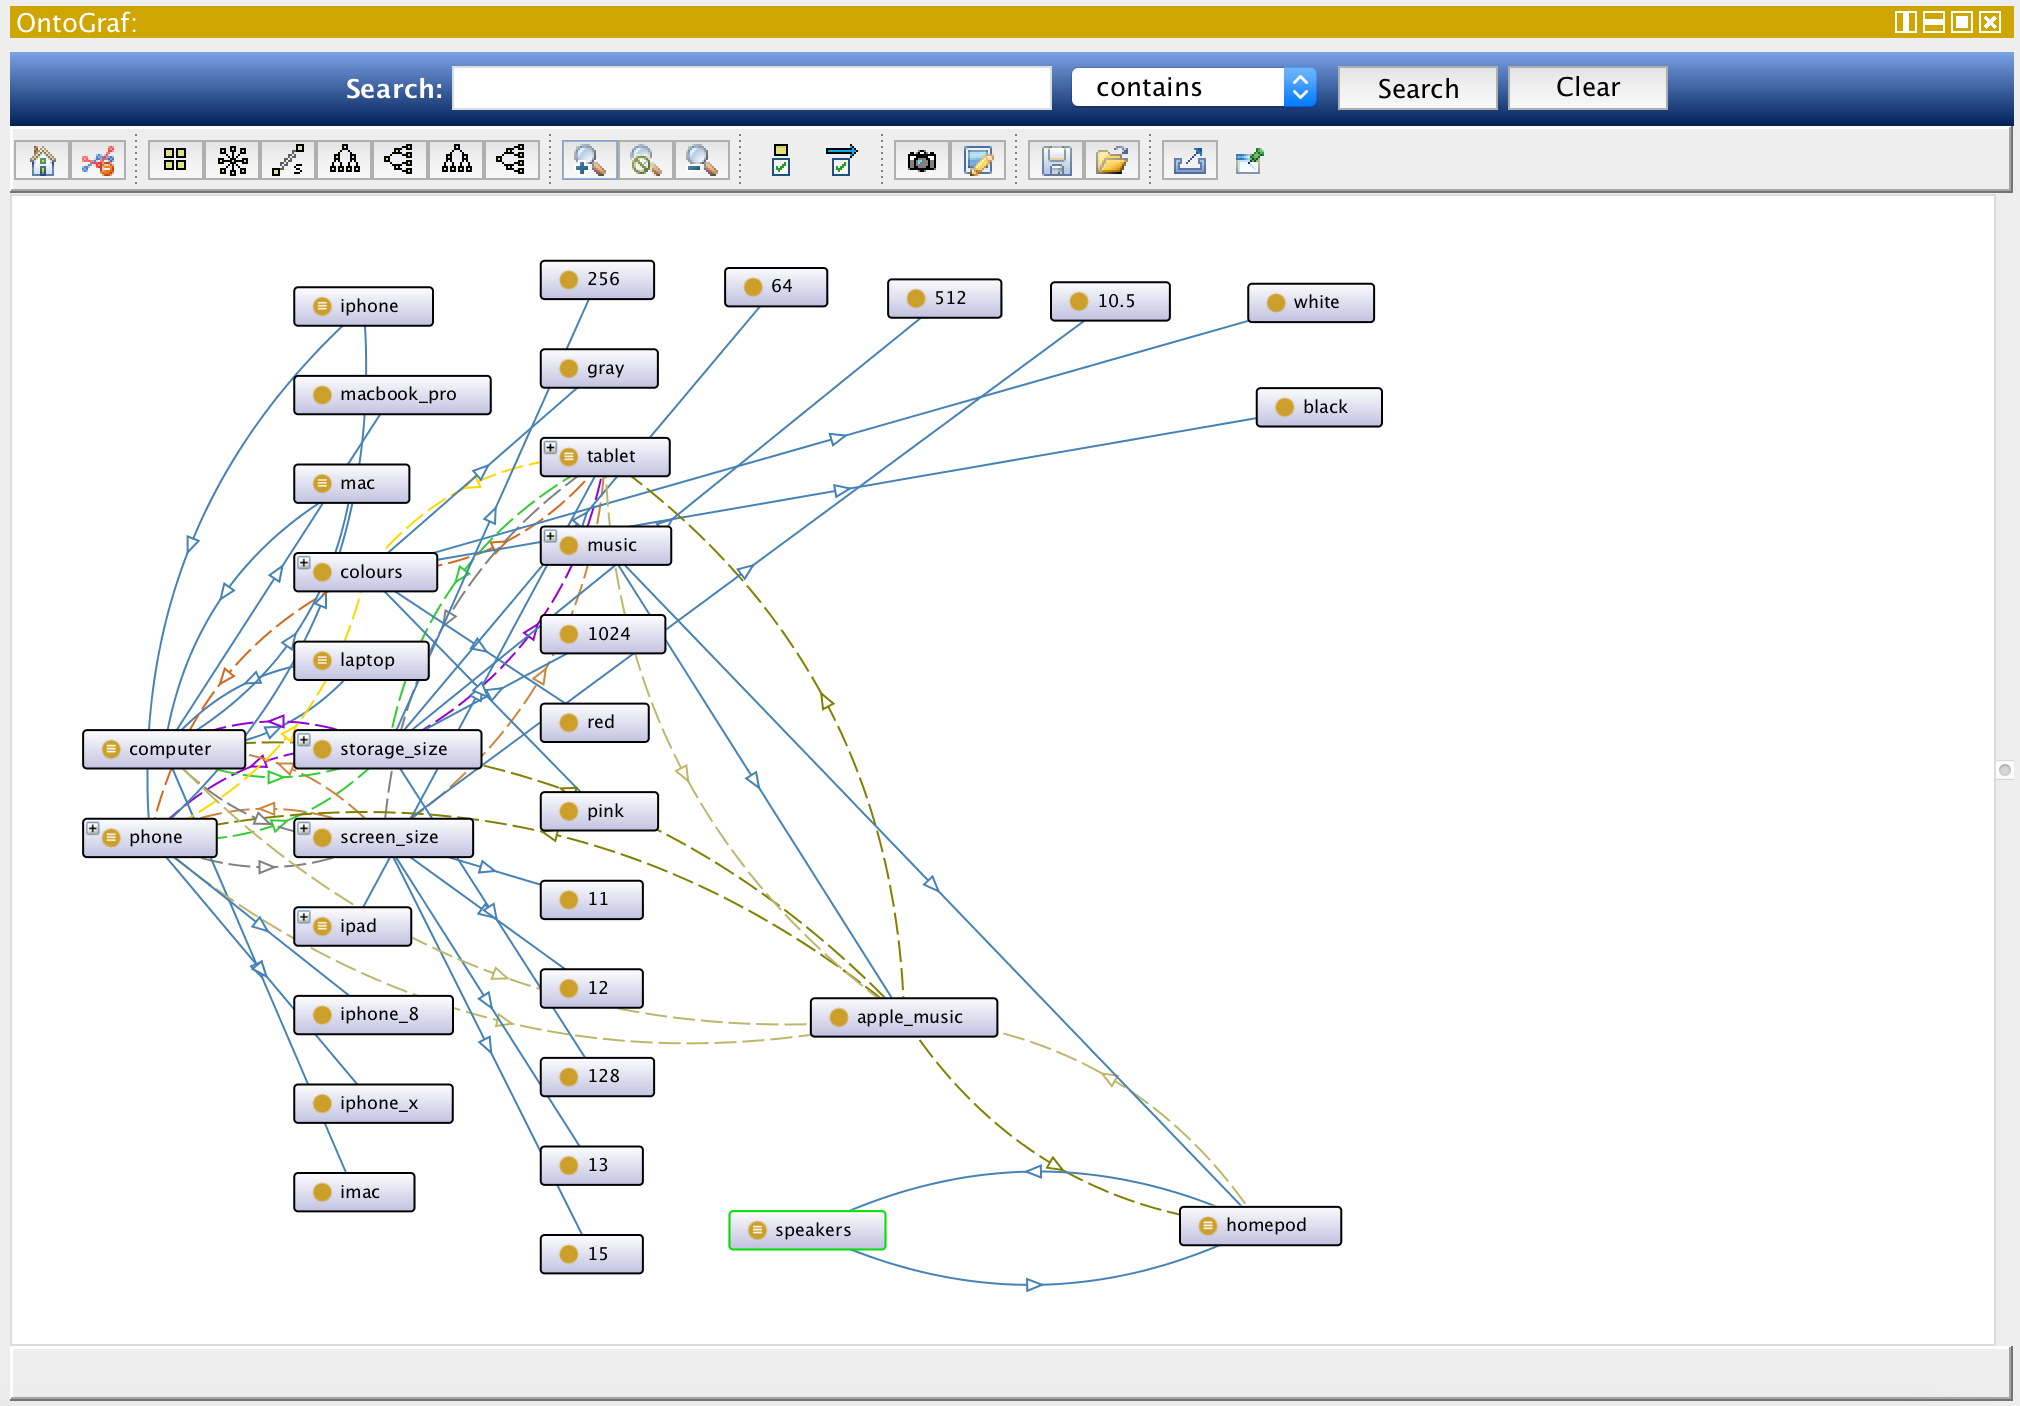 OntoGraf:
Search:
contains
Search
Clear
256
64
512
10.5
white
iphone
gray
macbook_pro
black
tablet
mac
music
colours
1024
laptop
red
computer
storage_size
pink
phone
screen_size
11
ipad
12
iphone_8
apple_music
128
iphone_x
13
imac
speakers
homepod
15